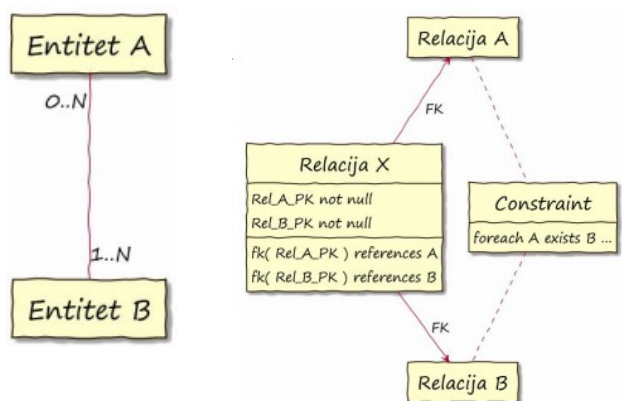 Entitet A
0..N
1..N
Entitet B
Relacija A
FK
Relacija X
Rel_A_PK not null
Rel_B_PK not null
fk( Rel_A_PK ) references A
fk( Rel_B_PK ) references B
Constraint
foreach A exists B ...
FK
Relacija B